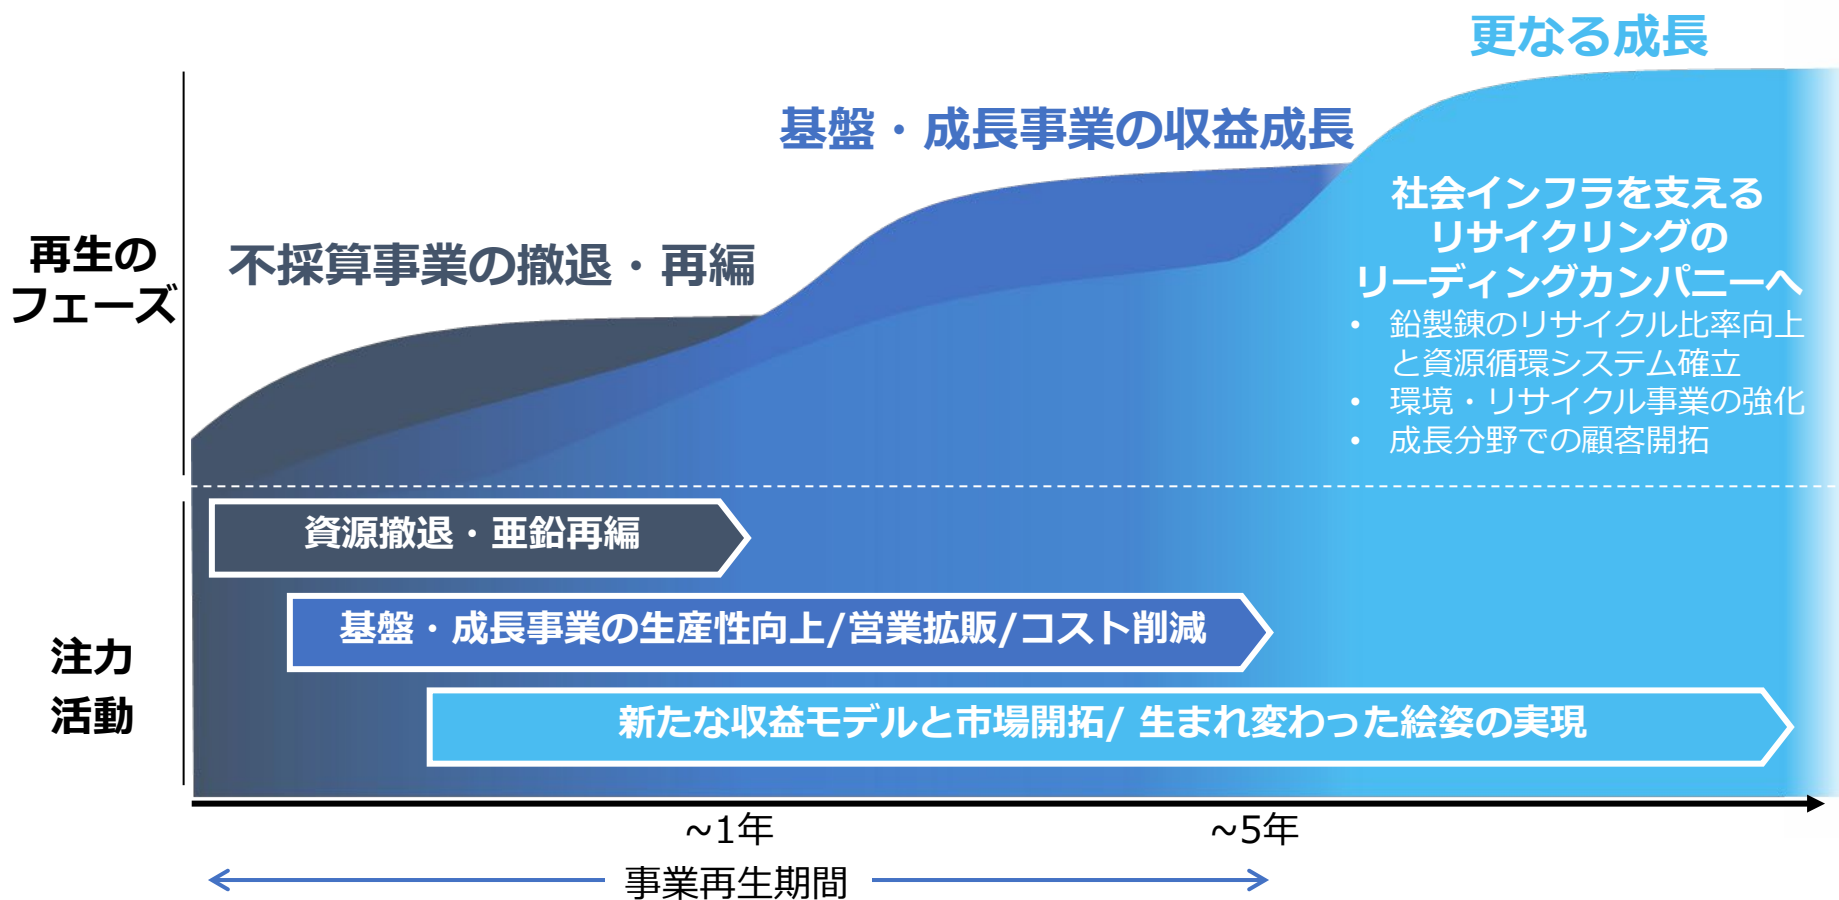 更なる成長
基盤・成長事業の収益成長
不採算事業の撤退・再編
再生の
フェーズ
社会インフラを支える
リサイクリングの
リーディングカンパニーへ
• 鉛製錬のリサイクル比率向上
と資源循環システム確立
• 環境・リサイクル事業の強化
• 成長分野での顧客開拓
注力
活動
資源撤退・亜鉛再編
基盤・成長事業の生産性向上/営業拡販/コスト削減
新たな収益モデルと市場開拓/ 生まれ変わった絵姿の実現
~1年
~5年
事業再生期間